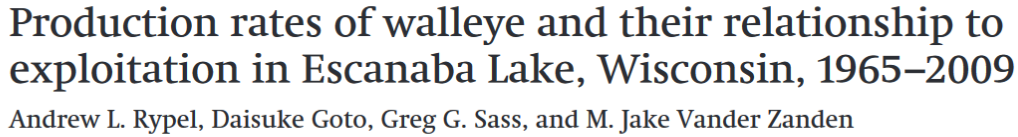 Production rates of walleye and their relationship to
exploitation in Escanaba Lake, Wisconsin, 1965–2009
Andrew L. Rypel, Daisuke Goto, Greg G. Sass, and M. Jake Vander Zanden